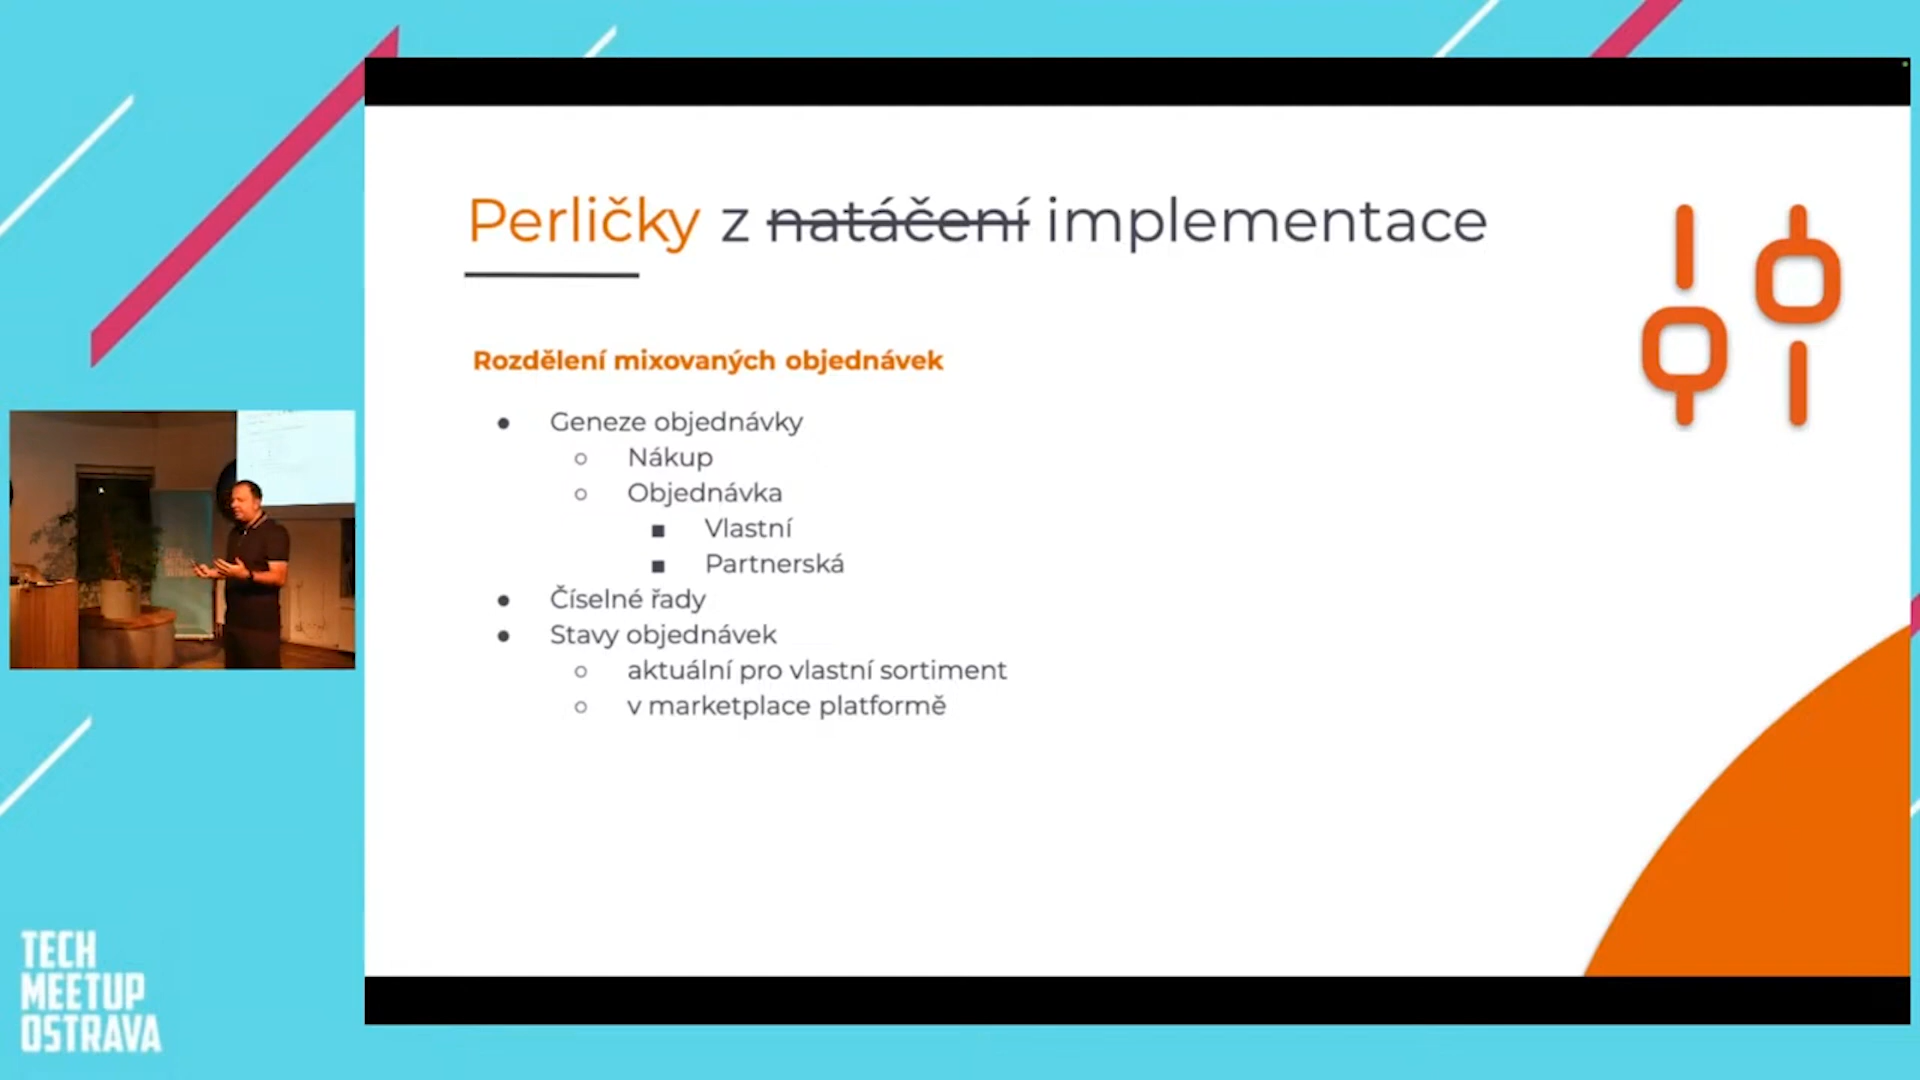 Perličky z natáčení implementace
Rozdělení mixovaných objednávek
● Geneze objednávky
○ Nákup
○ Objednávka
■ Vlastní
■ Partnerská
● Číselné řady
● Stavy objednávek
○ aktuální pro vlastní sortiment
○ v marketplace platformě
TECH
MEETUP
OSTRAVA